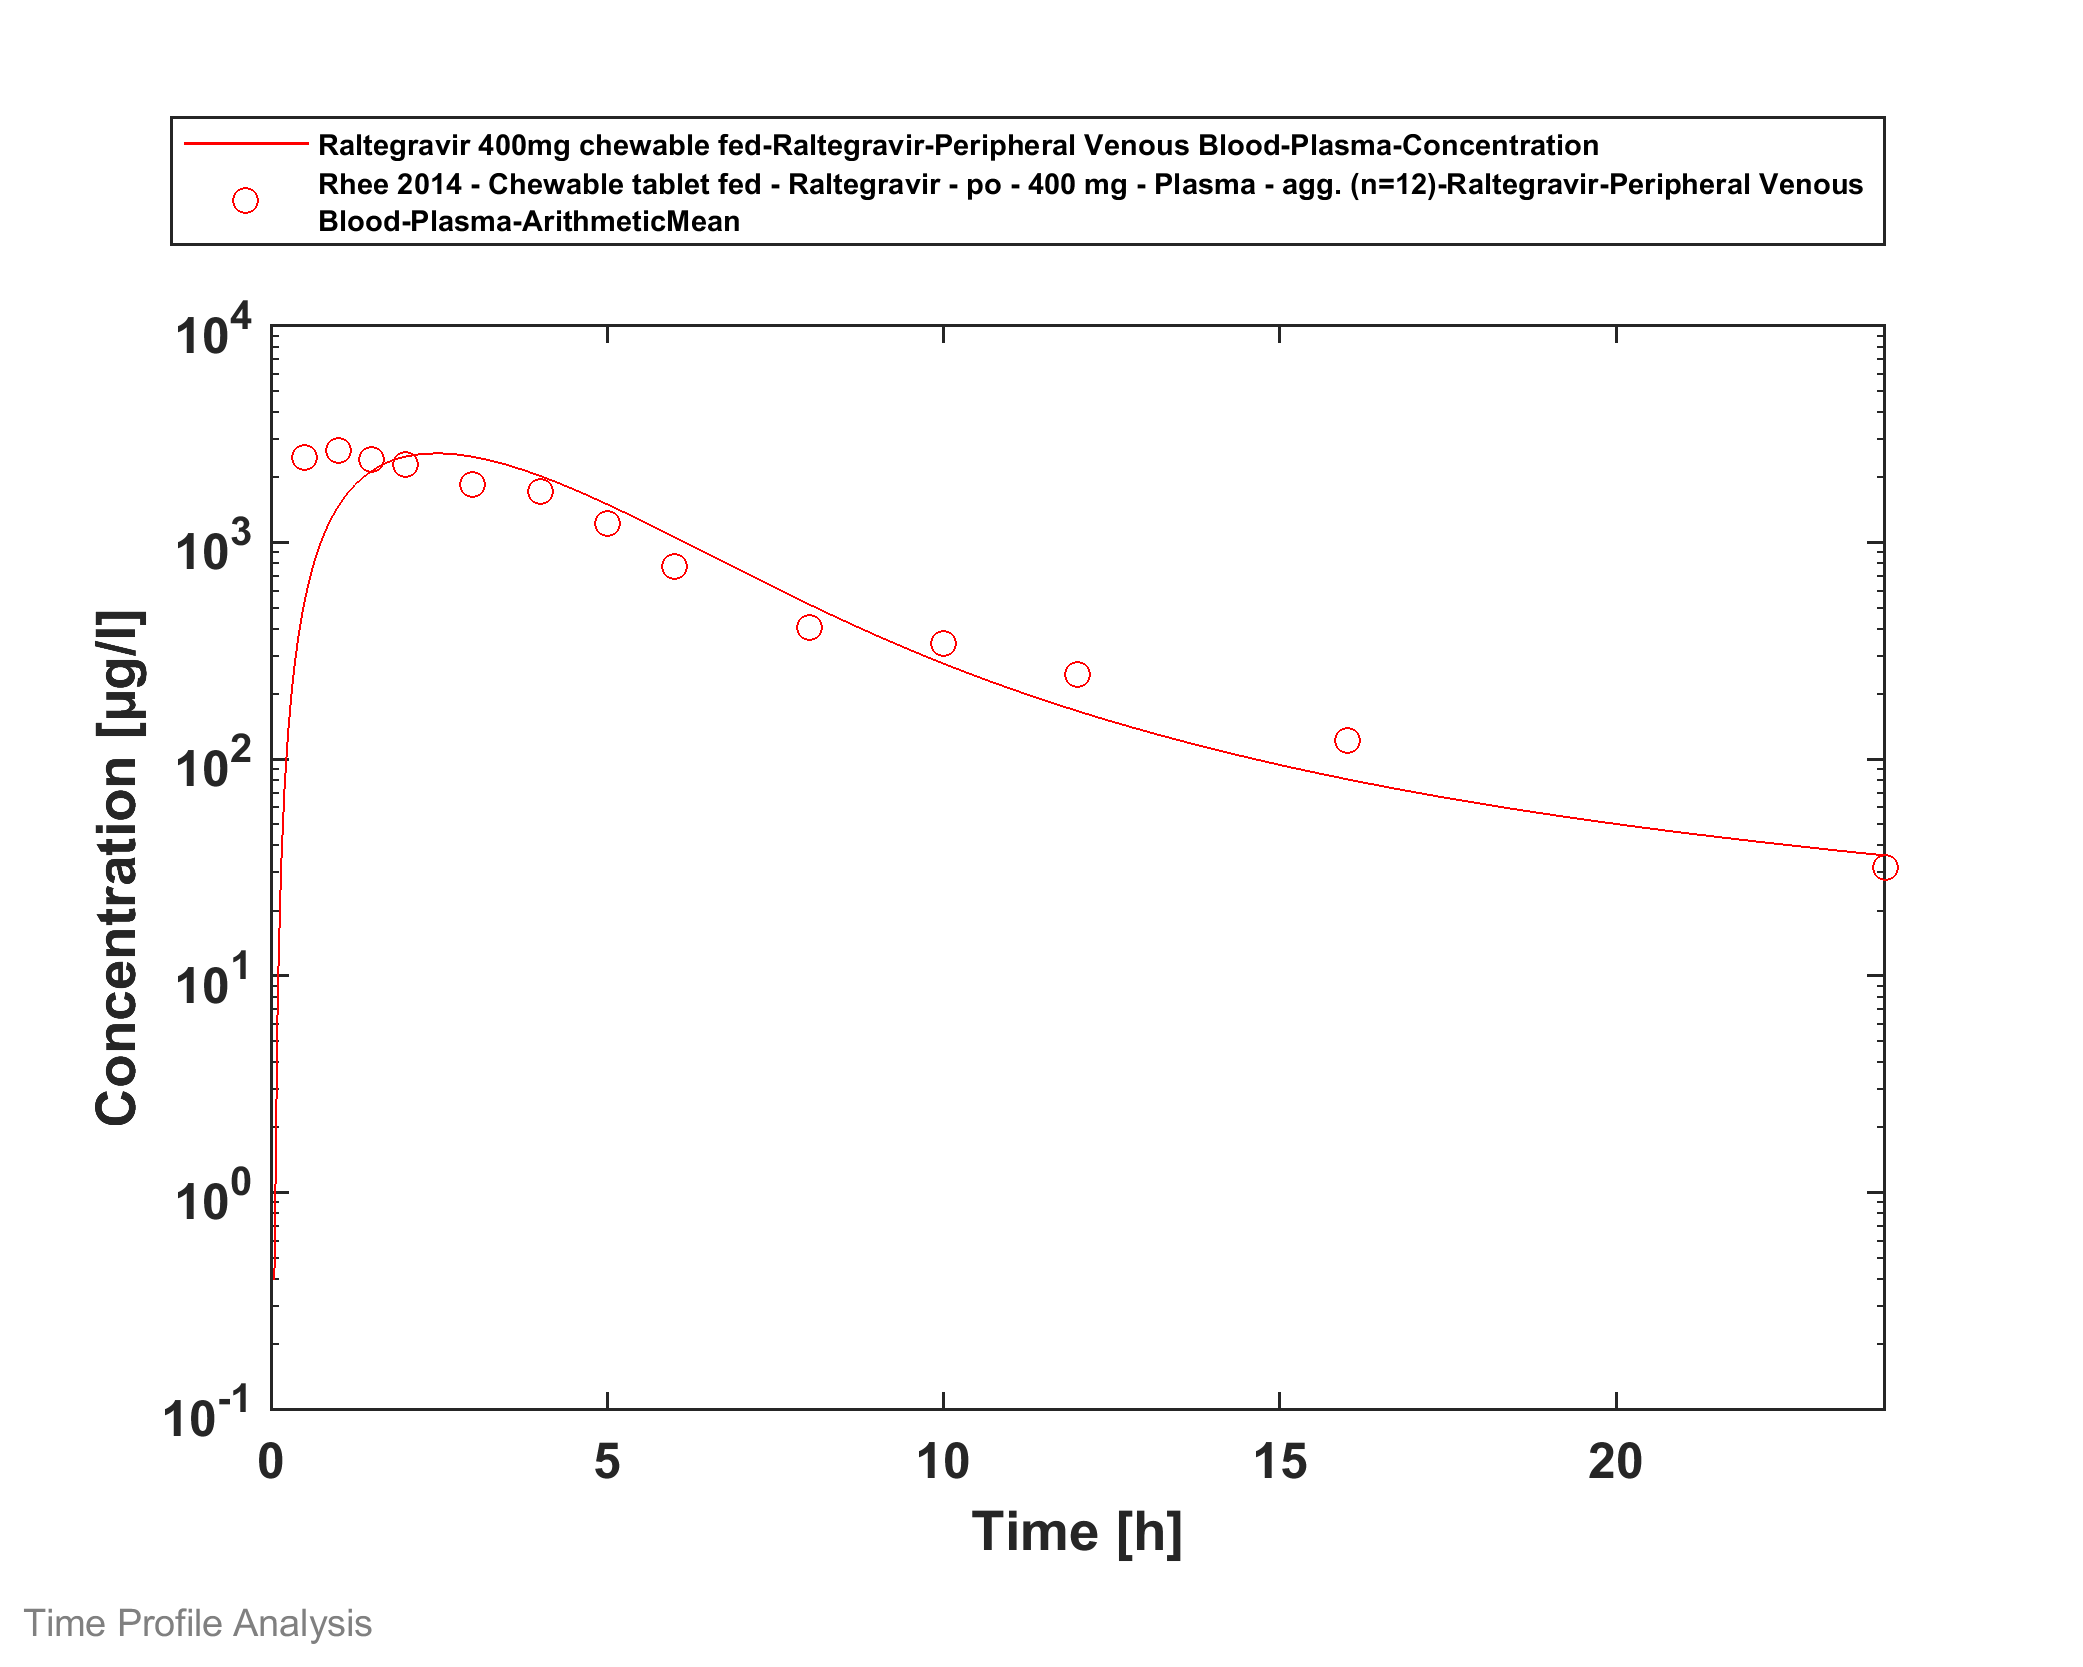 Raltegravir 400mg chewable fed-Raltegravir-Peripheral Venous Blood-Plasma-Concentration
Rhee 2014 - Chewable tablet fed - Raltegravir - po - 400 mg - Plasma - agg. (n=12)-Raltegravir-Peripheral Venous
Blood-Plasma-ArithmeticMean
10^4
10^3
10^2
10^1
10^0
10^-1
Concentration [µg/l]
0 5 10 15 20
Time [h]
Time Profile Analysis